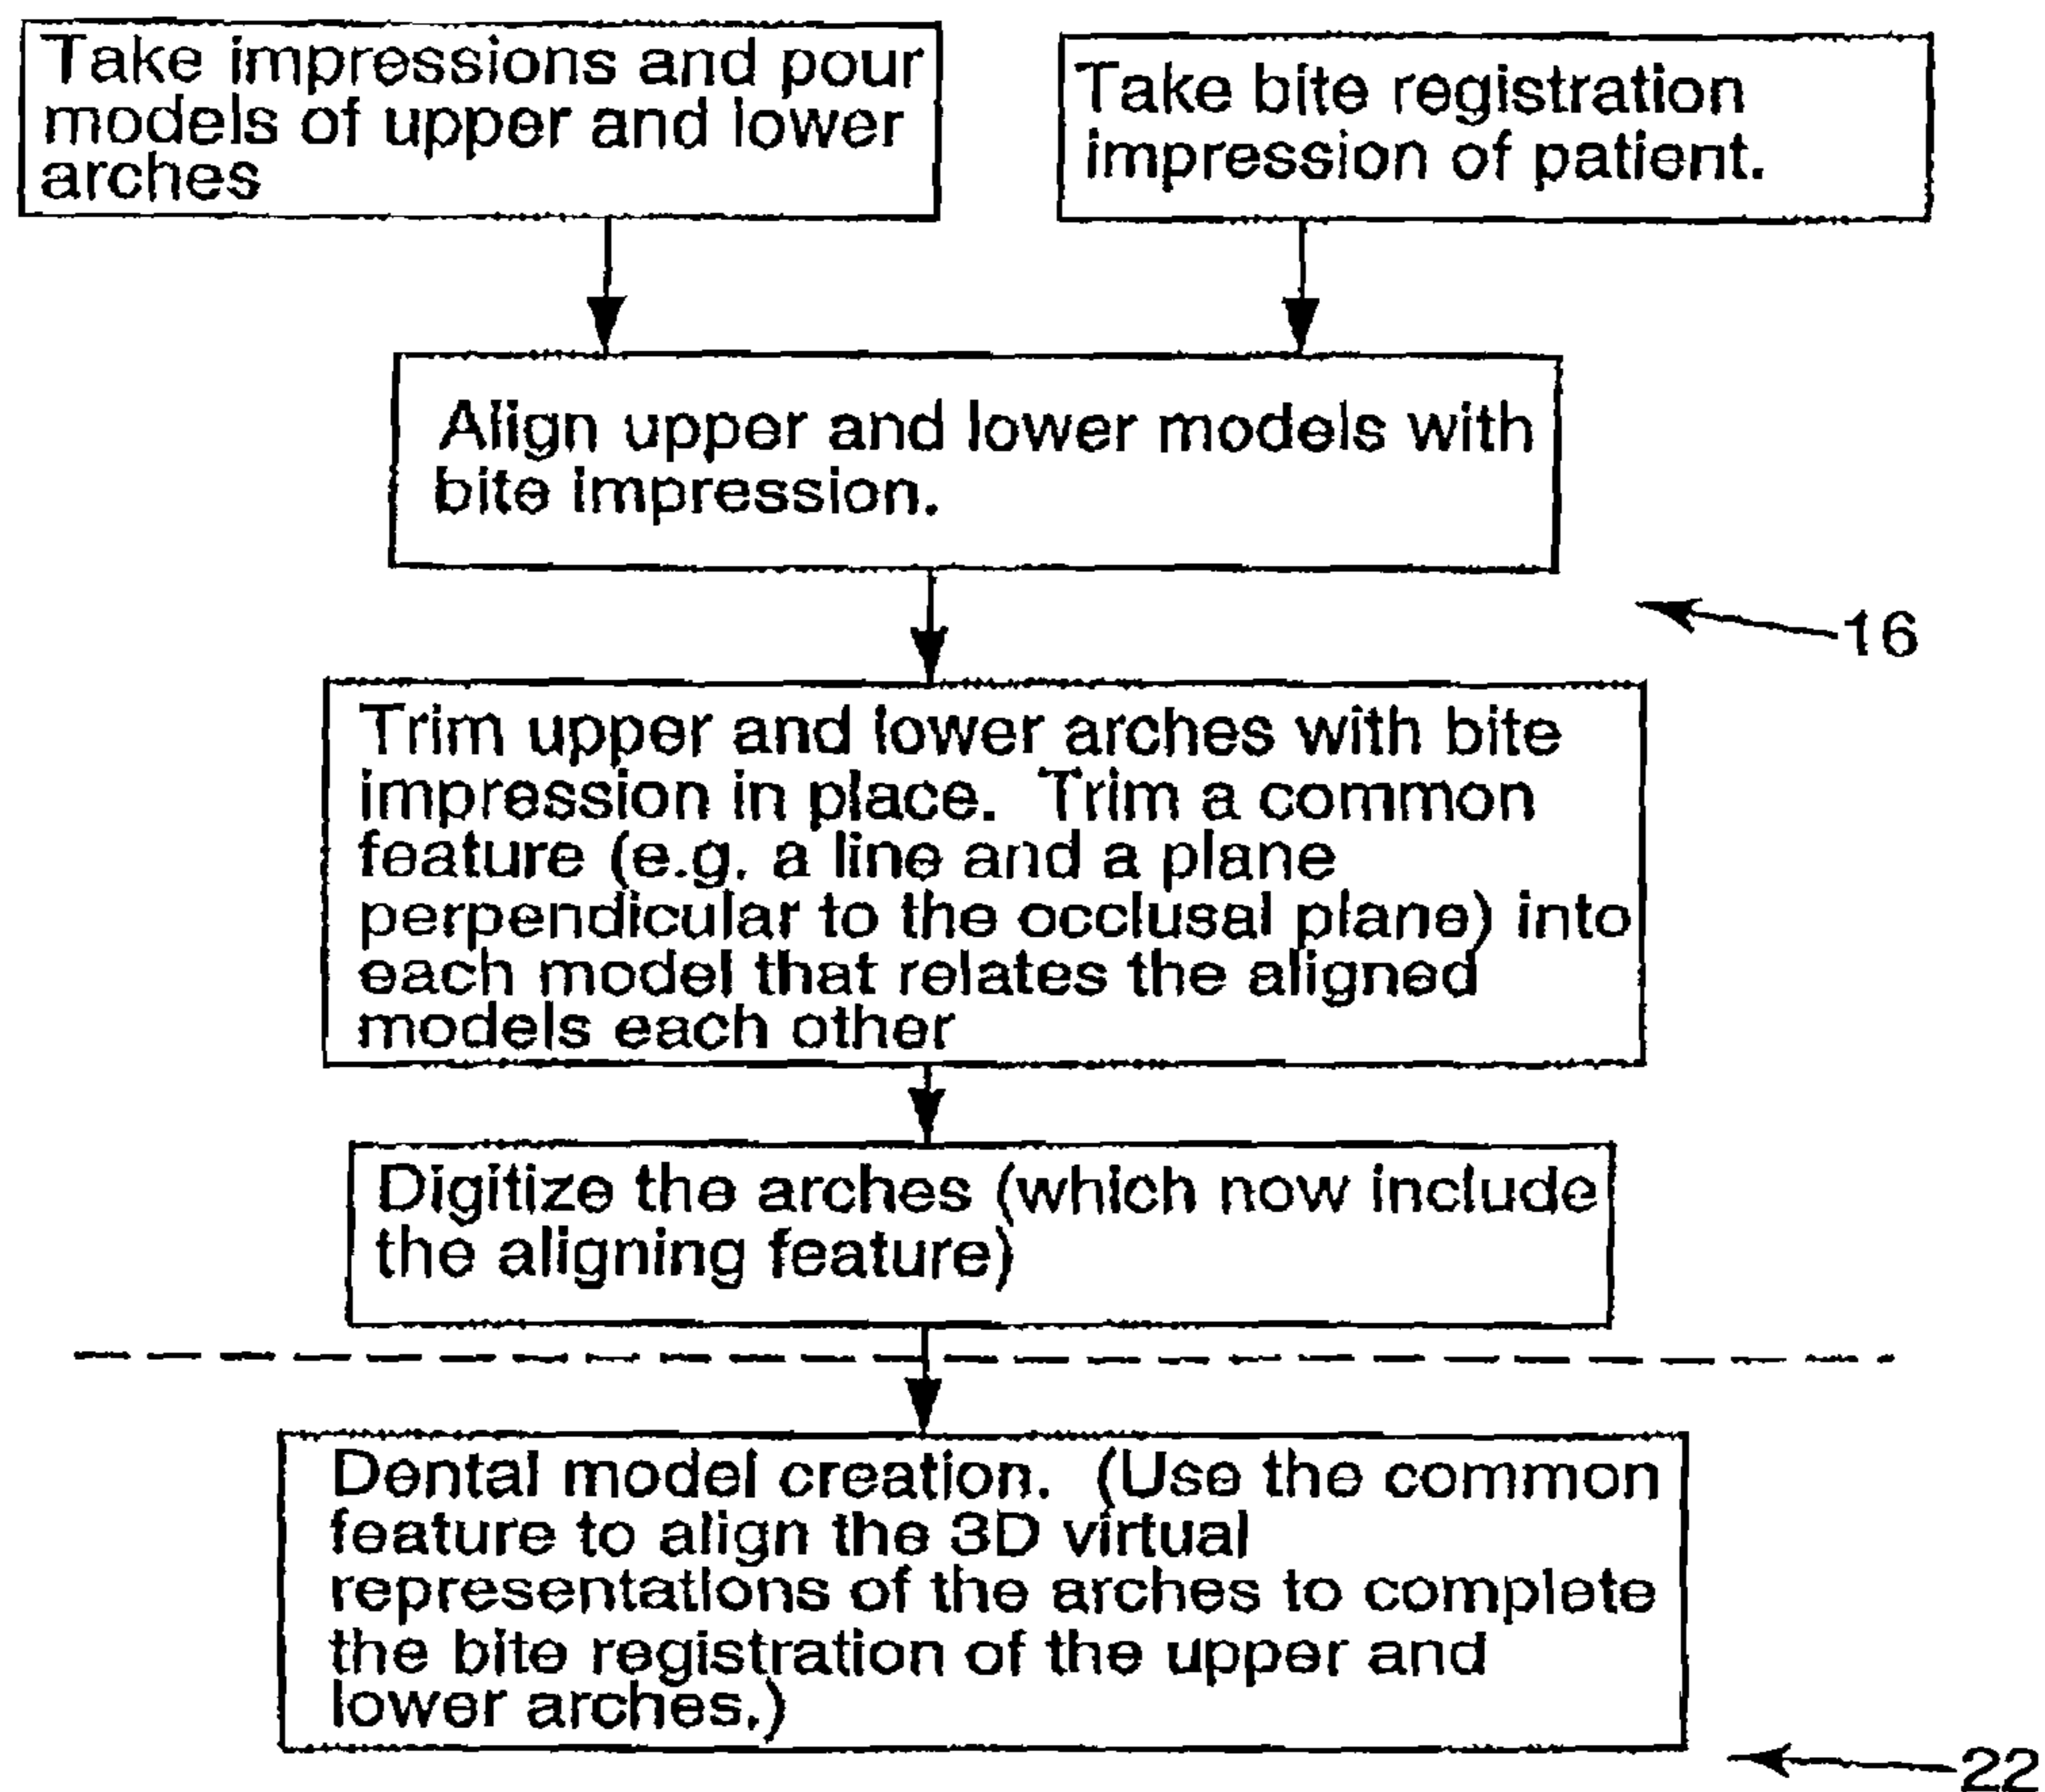 Take impressions and pour
models of upper and lower
arches
Take bite registration
impression of patient.
Align upper and lower models with
bite impression.
16
Trim upper and lower arches with bite
impression in place. Trim a common
feature (e.g. a line and a plane
perpendicular to the occlusal plane) into
each model that relates the aligned
models each other
Digitize the arches (which now include
the aligning feature)
Dental model creation. (Use the common
feature to align the 3D virtual
representations of the arches to complete
the bite registration of the upper and
lower arches.)
22